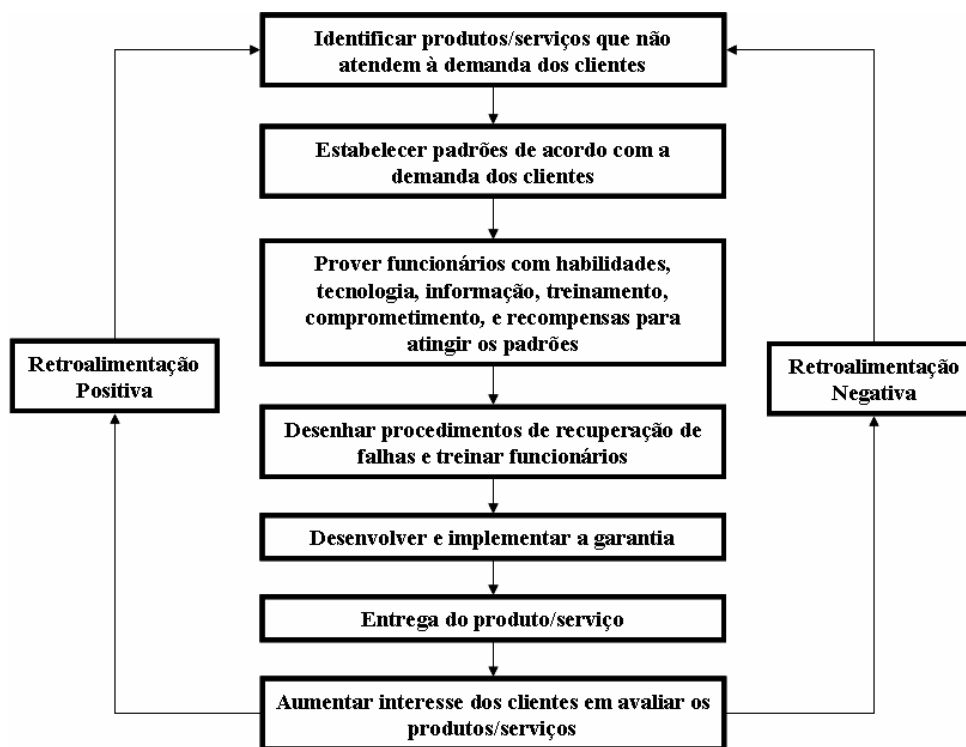 Identificar produtos/serviços que não
atendem à demanda dos clientes
Estabelecer padrões de acordo com a
demanda dos clientes
Prover funcionários com habilidades,
tecnologia, informação, treinamento,
comprometimento, e recompensas para
atingir os padrões
Retroalimentação
Positiva
Retroalimentação
Negativa
Desenhar procedimentos de recuperação de
falhas e treinar funcionários
Desenvolver e implementar a garantia
Entrega do produto/serviço
Aumentar interesse dos clientes em avaliar os
produtos/serviços